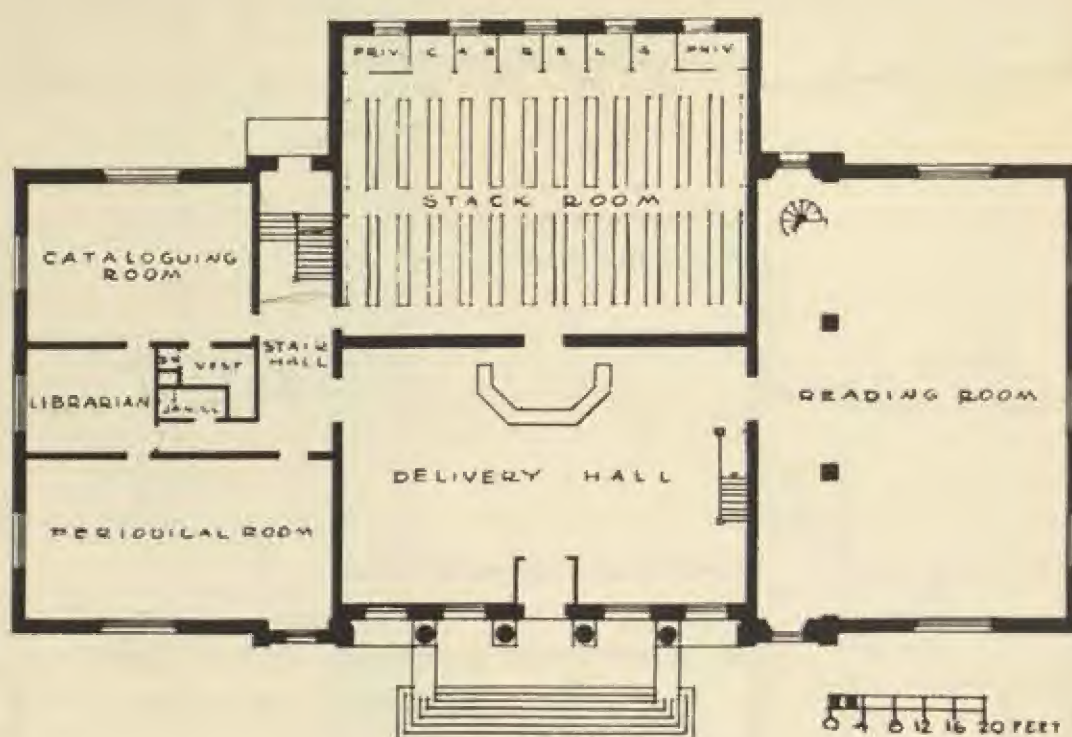 PRIV. CARRELS PRIV.
STACK ROOM
CATALOGUING
ROOM
STAIR
HALL
VEST
LIBRARIAN
READING ROOM
DELIVERY HALL
PERIODICAL ROOM
0 4 8 12 16 20 FEET